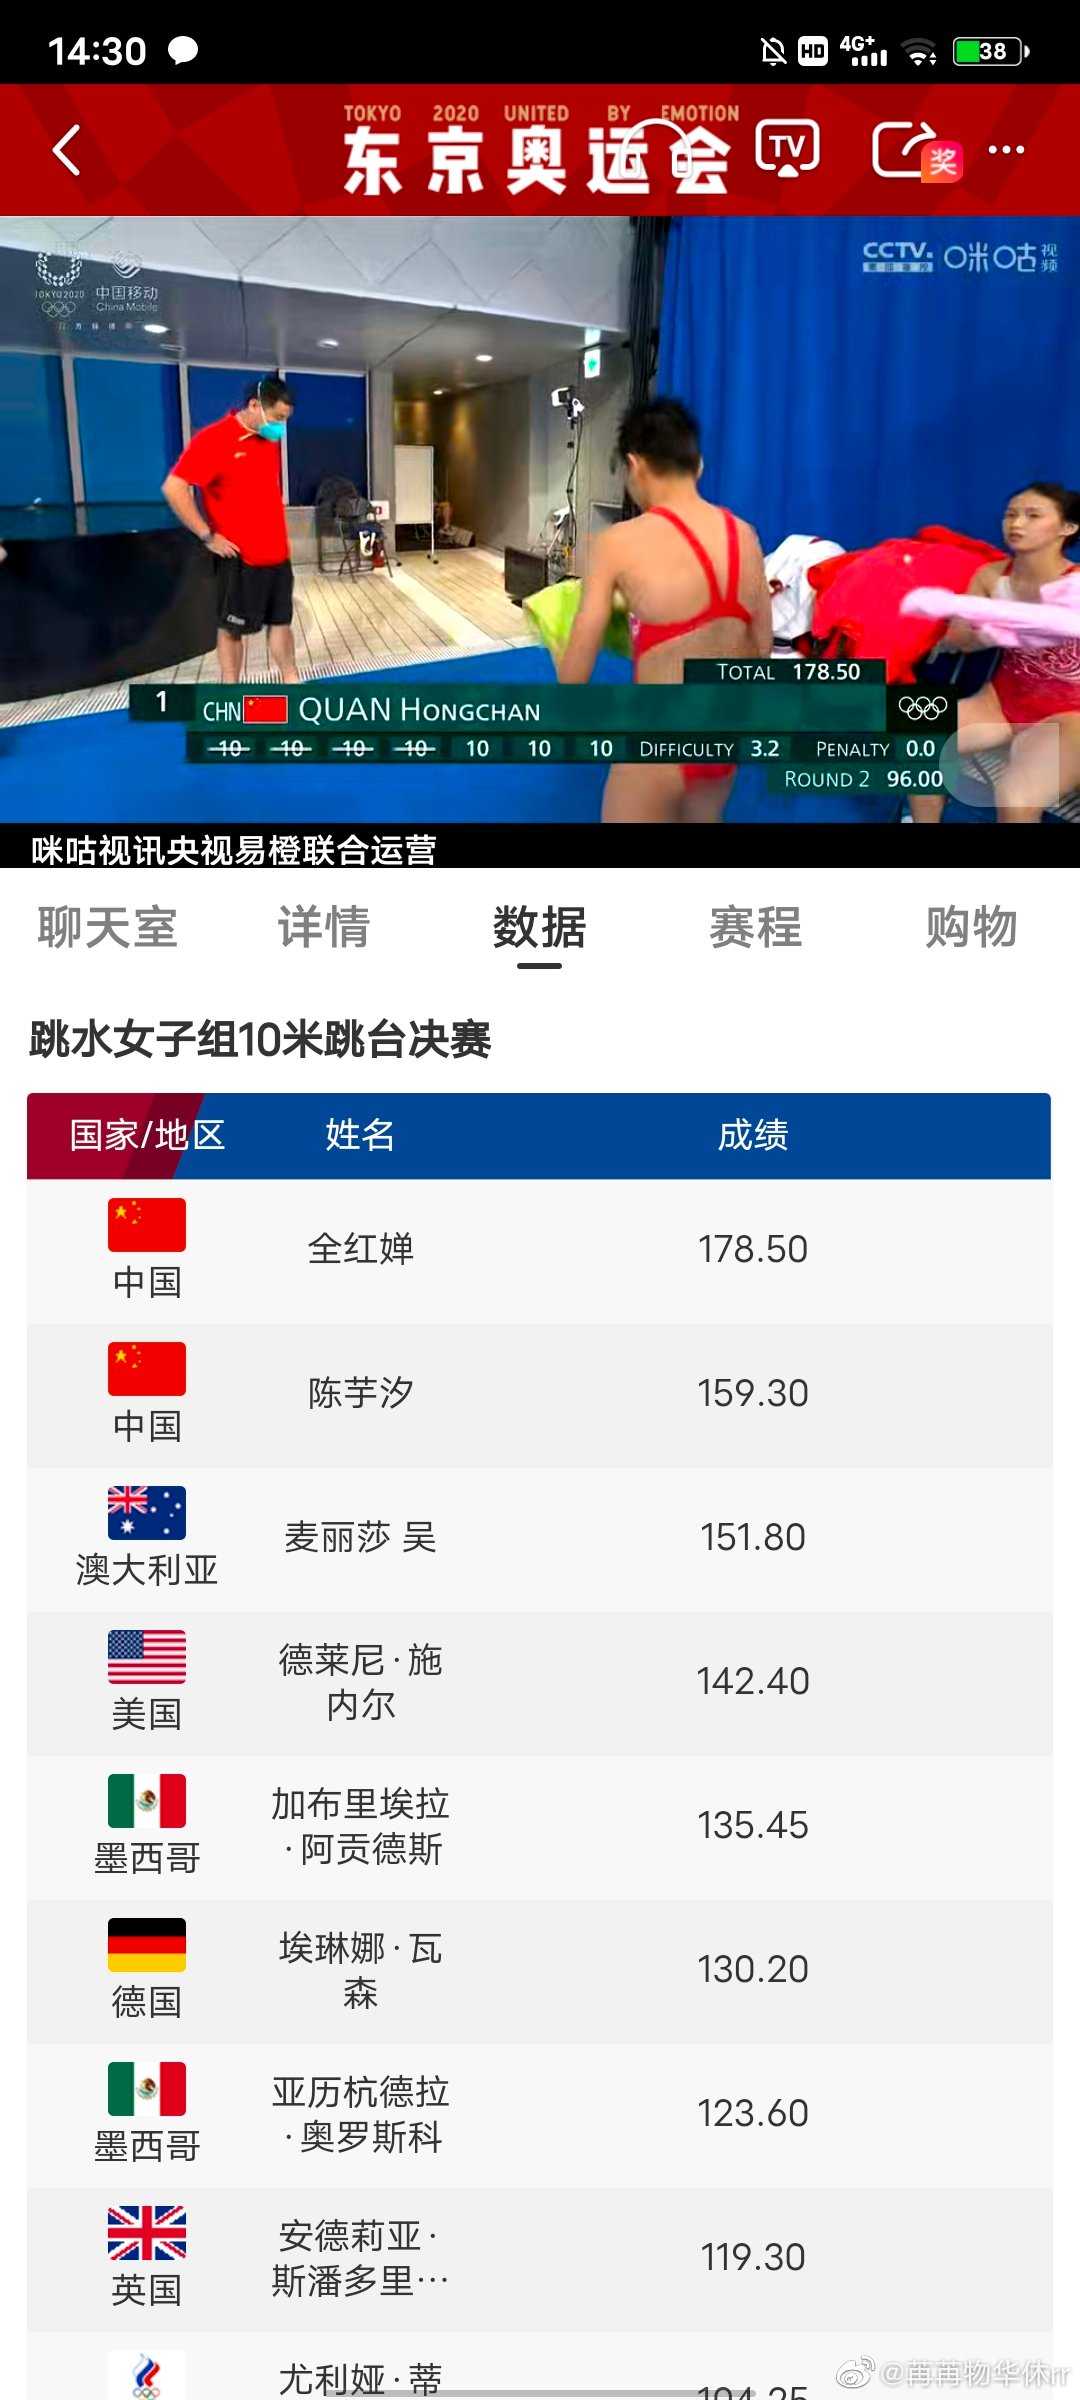 14:30
HD 4G+ 38
TOKYO 2020 UNITED BY EMOTION
东京奥运会
TV
奖
TOKYO2020
中国移动
China Mobile
CCTV.
咪咕视频
TOTAL 178.50
1 CHN QUAN HONGCHAN
10 10 10 10 10 10 10 DIFFICULTY 3.2 PENALTY 0.0
ROUND 2 96.00
咪咕视讯央视易橙联合运营
聊天室 详情 数据 赛程 购物
跳水女子组10米跳台决赛
国家/地区 姓名 成绩
中国 全红婵 178.50
中国 陈芋汐 159.30
澳大利亚 麦丽莎 吴 151.80
美国 德莱尼·施
内尔 142.40
墨西哥 加布里埃拉
·阿贡德斯 135.45
德国 埃琳娜·瓦
森 130.20
墨西哥 亚历杭德拉
·奥罗斯科 123.60
英国 安德莉亚·
斯潘多里… 119.30
尤利娅·蒂
104.25
@苒苒物华休rr